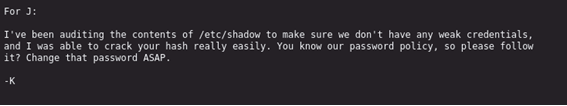 For J:
I've been auditing the contents of /etc/shadow to make sure we don't have any weak credentials,
and I was able to crack your hash really easily. You know our password policy, so please follow
it? Change that password ASAP.
-K